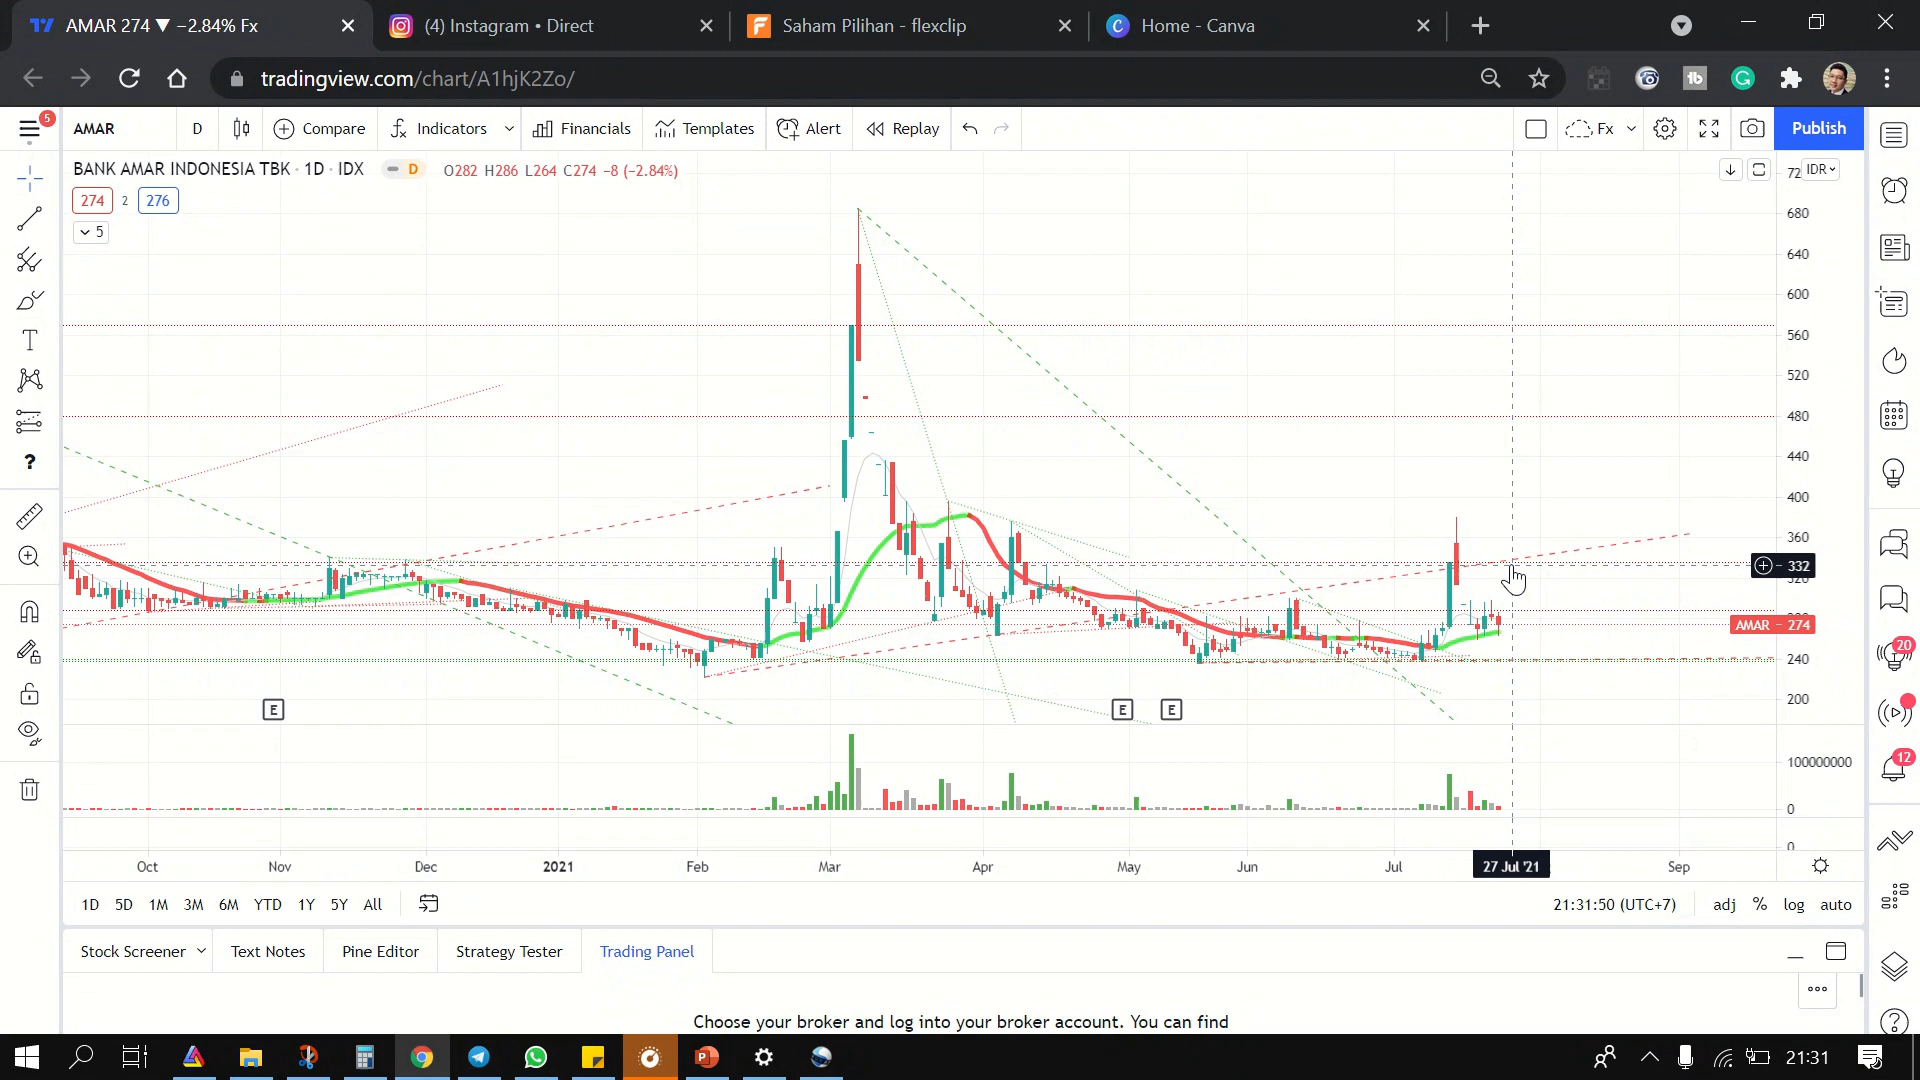 AMAR 274 ▼ −2.84% Fx
(4) Instagram • Direct
Saham Pilihan - flexclip
Home - Canva
tradingview.com/chart/A1hjK2Zo/
5
AMAR
D
Compare
Indicators
Financials
Templates
Alert
Replay
Fx
Publish
BANK AMAR INDONESIA TBK · 1D · IDX
D
O282 H286 L264 C274 −8 (−2.84%)
IDR
274
2
276
5
680
640
600
560
520
480
440
400
360
332
AMAR − 274
240
200
E
E
E
100000000
0
0
Oct
Nov
Dec
2021
Feb
Mar
Apr
May
Jun
Jul
27 Jul '21
Sep
20
12
1D
5D
1M
3M
6M
YTD
1Y
5Y
All
21:31:50 (UTC+7)
adj
%
log
auto
Stock Screener
Text Notes
Pine Editor
Strategy Tester
Trading Panel
Choose your broker and log into your broker account. You can find
21:31